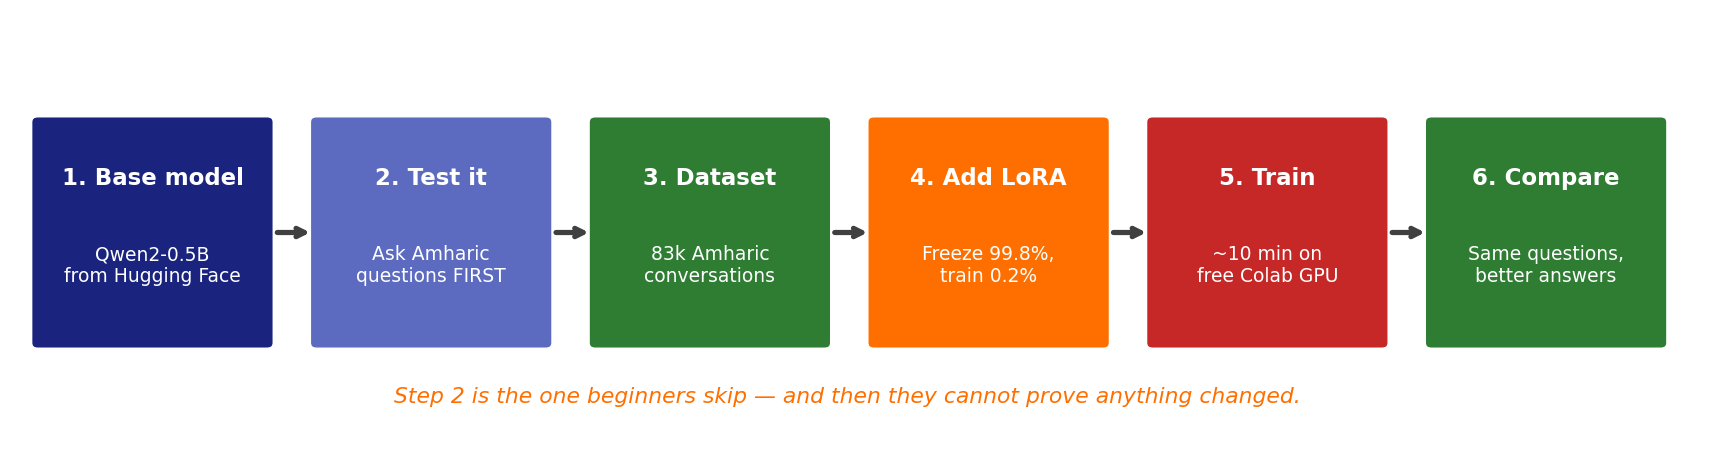 1. Base model
Qwen2-0.5B
from Hugging Face
2. Test it
Ask Amharic
questions FIRST
3. Dataset
83k Amharic
conversations
4. Add LoRA
Freeze 99.8%,
train 0.2%
5. Train
~10 min on
free Colab GPU
6. Compare
Same questions,
better answers
Step 2 is the one beginners skip — and then they cannot prove anything changed.